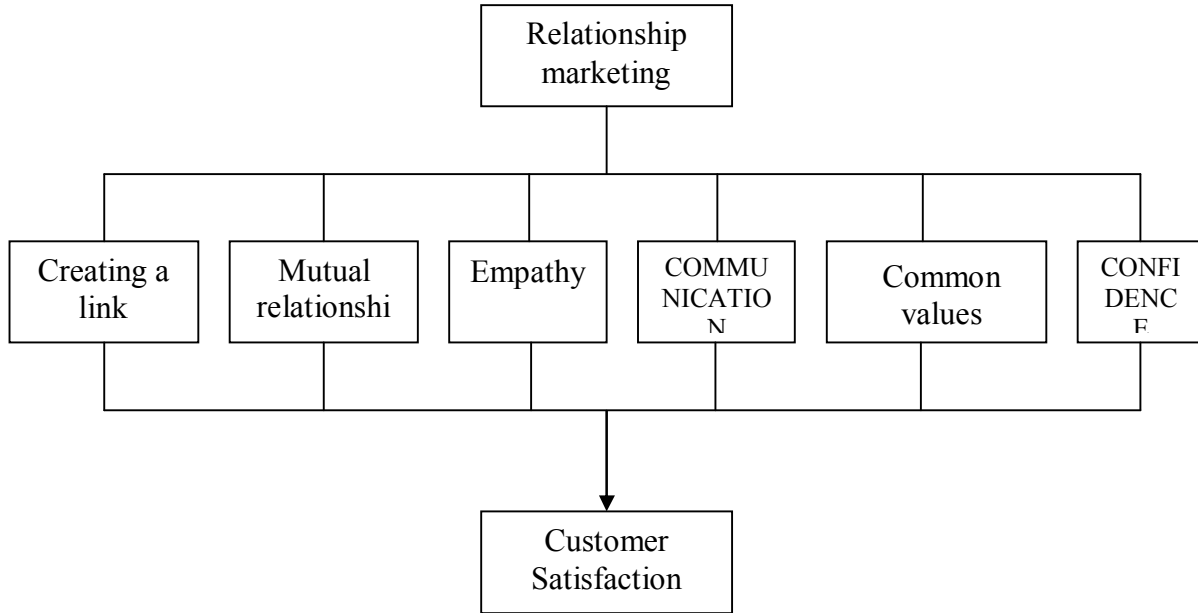 Relationship
marketing
Creating a
link
Mutual
relationshi
Empathy
COMMU
NICATIO
N
Common
values
CONFI
DENC
E
Customer
Satisfaction